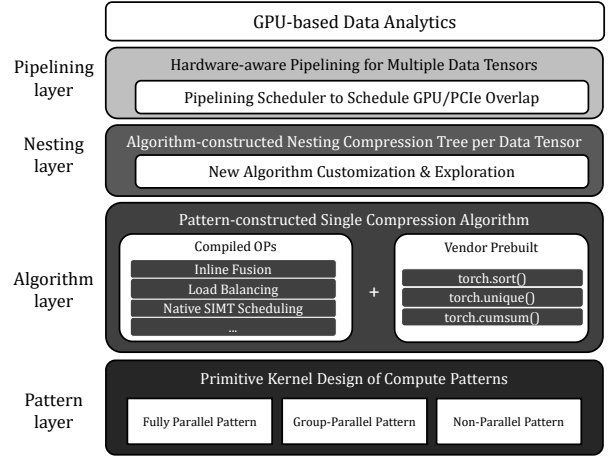 GPU-based Data Analytics
Pipelining
layer
Hardware-aware Pipelining for Multiple Data Tensors
Pipelining Scheduler to Schedule GPU/PCIe Overlap
Nesting
layer
Algorithm-constructed Nesting Compression Tree per Data Tensor
New Algorithm Customization & Exploration
Algorithm
layer
Pattern-constructed Single Compression Algorithm
Compiled OPs
Inline Fusion
Load Balancing
Native SIMT Scheduling
...
+
Vendor Prebuilt
torch.sort()
torch.unique()
torch.cumsum()
Pattern
layer
Primitive Kernel Design of Compute Patterns
Fully Parallel Pattern
Group-Parallel Pattern
Non-Parallel Pattern